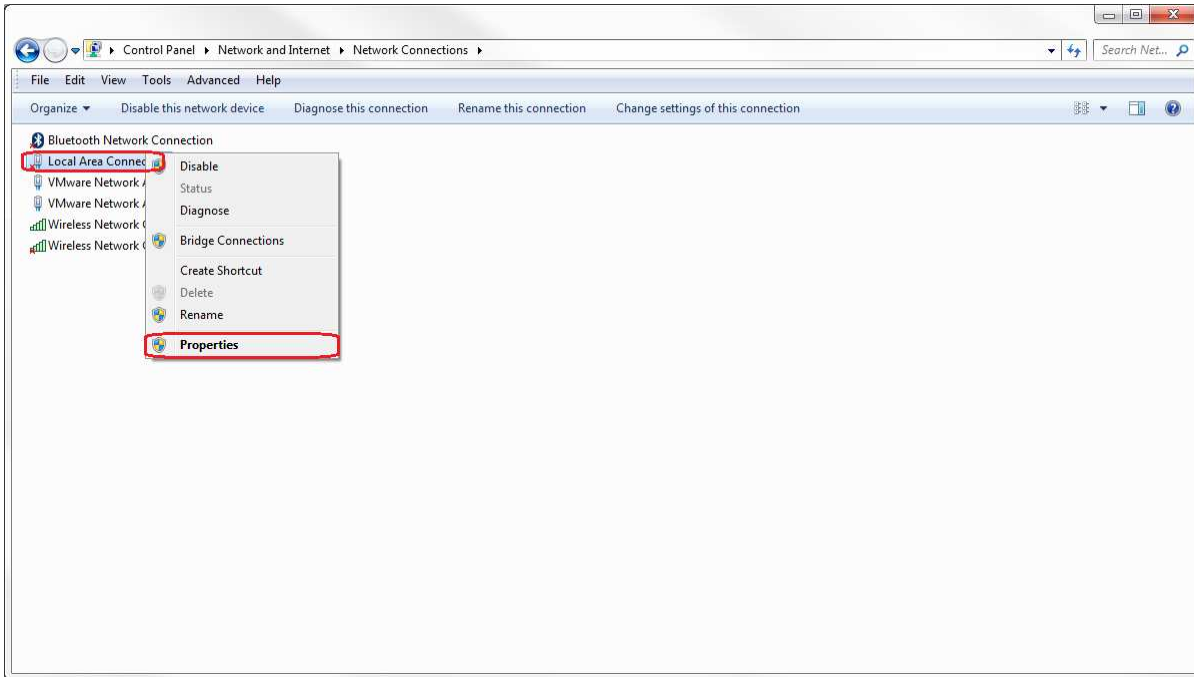 Control Panel Network and Internet Network Connections
Search Net...
File Edit View Tools Advanced Help
Organize Disable this network device Diagnose this connection Rename this connection Change settings of this connection
Bluetooth Network Connection
Local Area Connec
VMware Network A
VMware Network A
Wireless Network C
Wireless Network C
Disable
Status
Diagnose
Bridge Connections
Create Shortcut
Delete
Rename
Properties